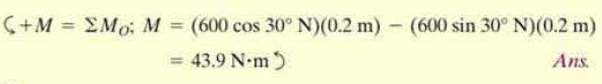 ↺+M = ΣM_O; M = (600 cos 30° N)(0.2 m) − (600 sin 30° N)(0.2 m)
= 43.9 N·m ↺ Ans.